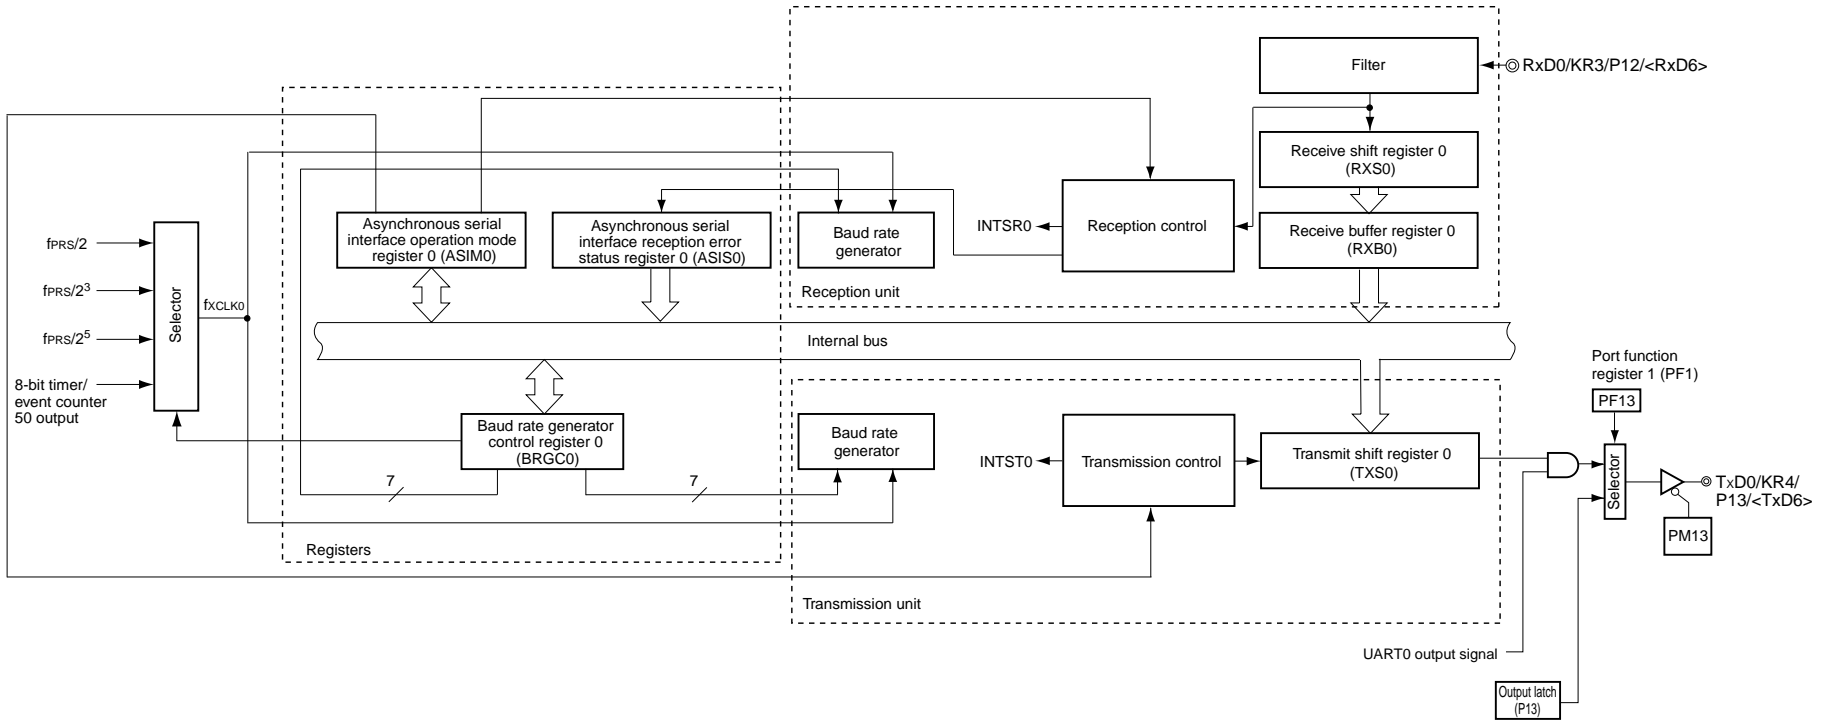 Filter
RxD0/KR3/P12/<RxD6>
Receive shift register 0
(RXS0)
Asynchronous serial
interface operation mode
register 0 (ASIM0)
Asynchronous serial
interface reception error
status register 0 (ASIS0)
Baud rate
generator
INTSR0
Reception control
Receive buffer register 0
(RXB0)
Reception unit
fPRS/2
fPRS/2³
fPRS/2⁵
8-bit timer/
event counter
50 output
Selector
fXCLK0
Internal bus
Port function
register 1 (PF1)
PF13
Baud rate generator
control register 0
(BRGC0)
7
7
Baud rate
generator
INTST0
Transmission control
Transmit shift register 0
(TXS0)
Selector
TxD0/KR4/
P13/<TxD6>
PM13
Registers
Transmission unit
UART0 output signal
Output latch
(P13)